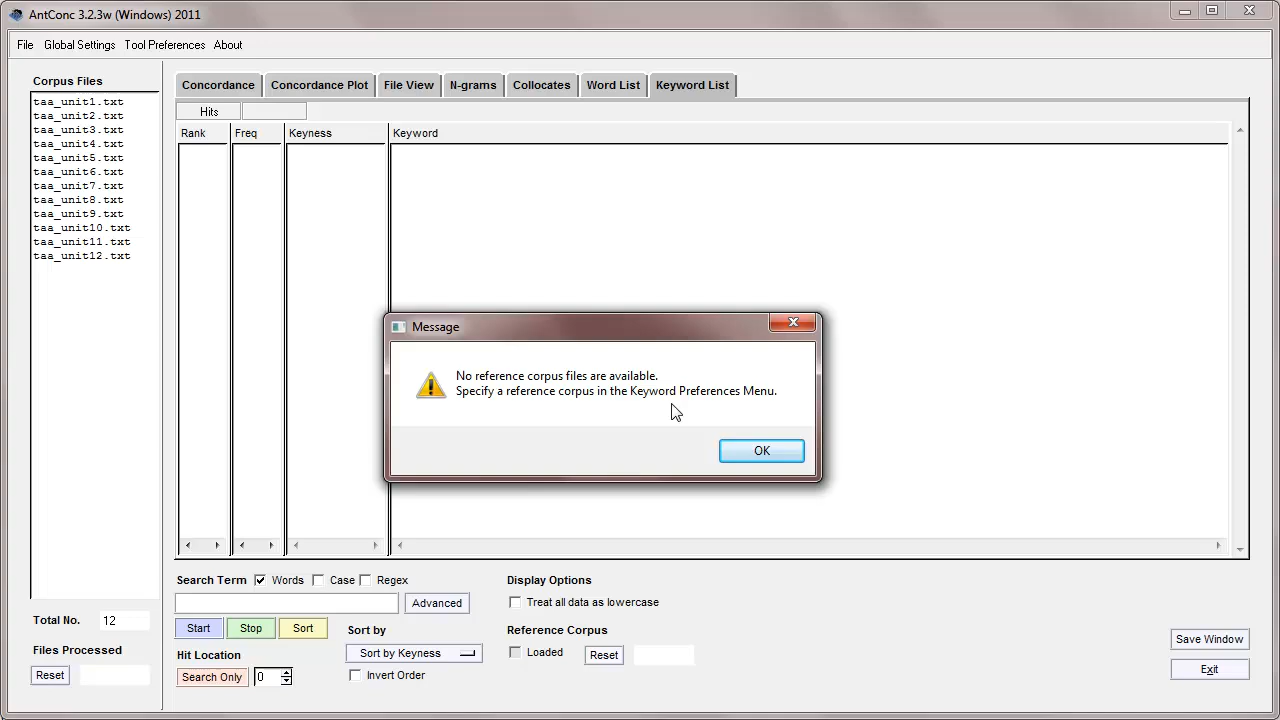 AntConc 3.2.3w (Windows) 2011
File Global Settings Tool Preferences About
Corpus Files
taa_unit1.txt
taa_unit2.txt
taa_unit3.txt
taa_unit4.txt
taa_unit5.txt
taa_unit6.txt
taa_unit7.txt
taa_unit8.txt
taa_unit9.txt
taa_unit10.txt
taa_unit11.txt
taa_unit12.txt
Total No. 12
Files Processed
Reset
Concordance Concordance Plot File View N-grams Collocates Word List Keyword List
Hits
Rank Freq Keyness Keyword
Message
No reference corpus files are available.
Specify a reference corpus in the Keyword Preferences Menu.
OK
Search Term Words Case Regex
Advanced
Start Stop Sort
Hit Location
Search Only 0
Sort by
Sort by Keyness
Invert Order
Display Options
Treat all data as lowercase
Reference Corpus
Loaded Reset
Save Window
Exit